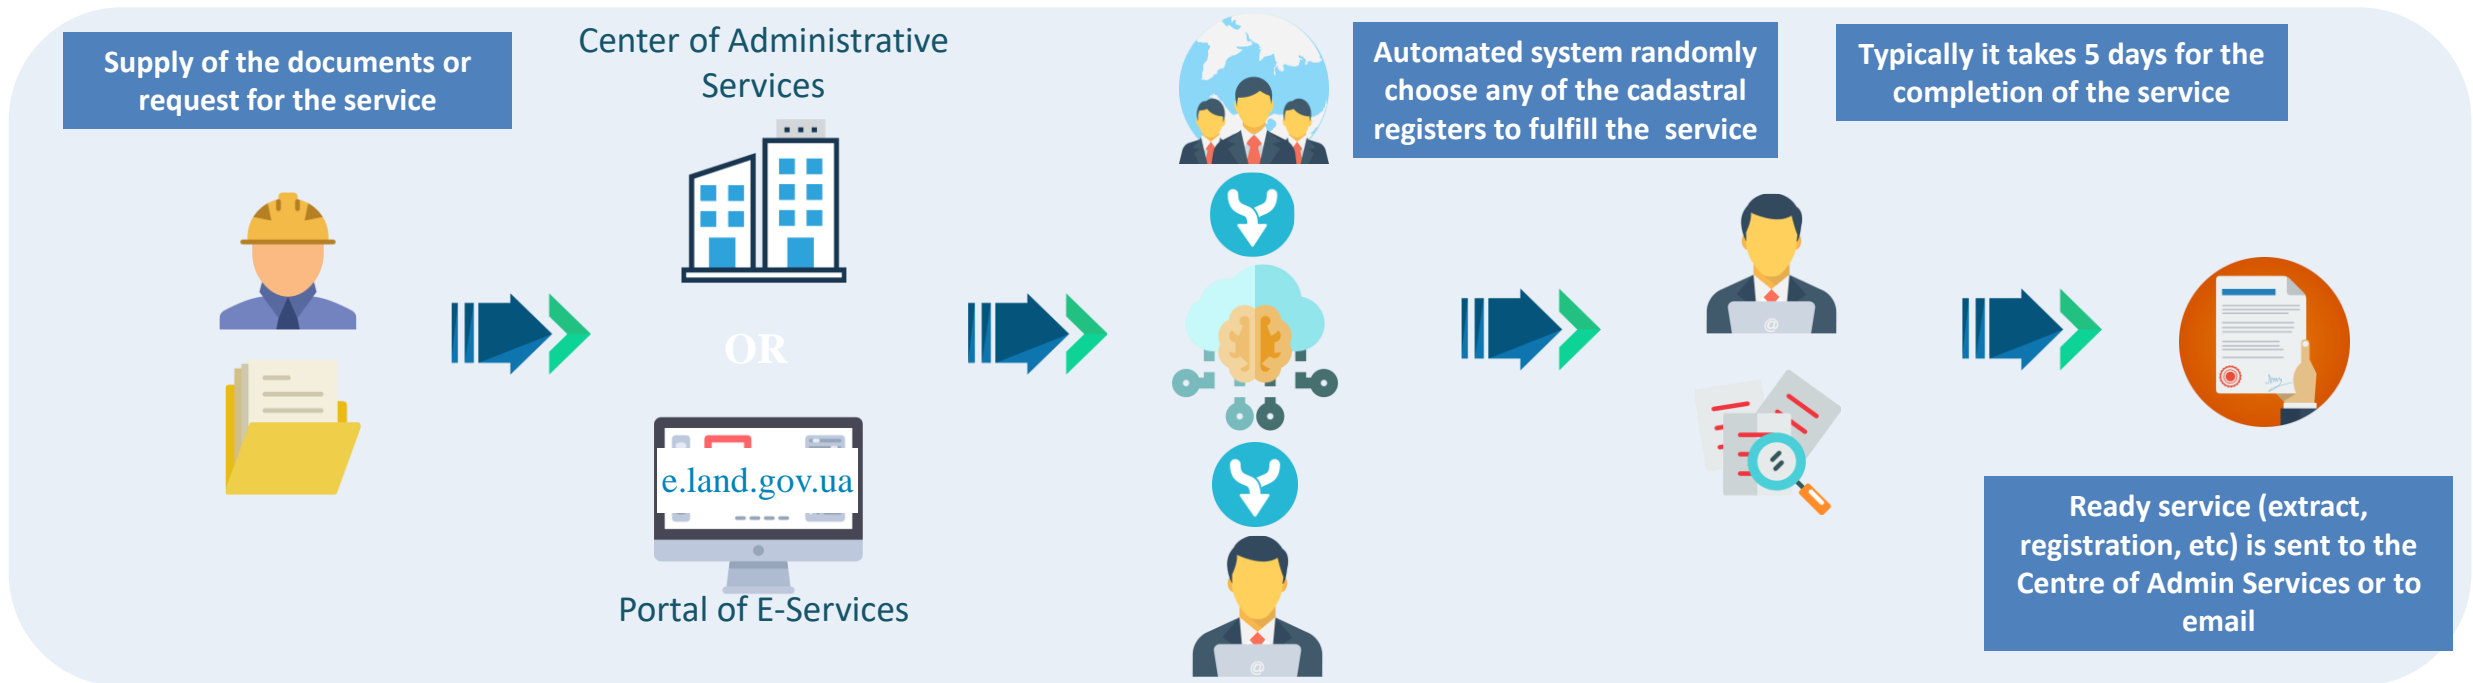 Supply of the documents or
request for the service
Center of Administrative
Services
OR
e.land.gov.ua
Portal of E-Services
Automated system randomly
choose any of the cadastral
registers to fulfill the service
@
Typically it takes 5 days for the
completion of the service
@
Ready service (extract,
registration, etc) is sent to the
Centre of Admin Services or to
email